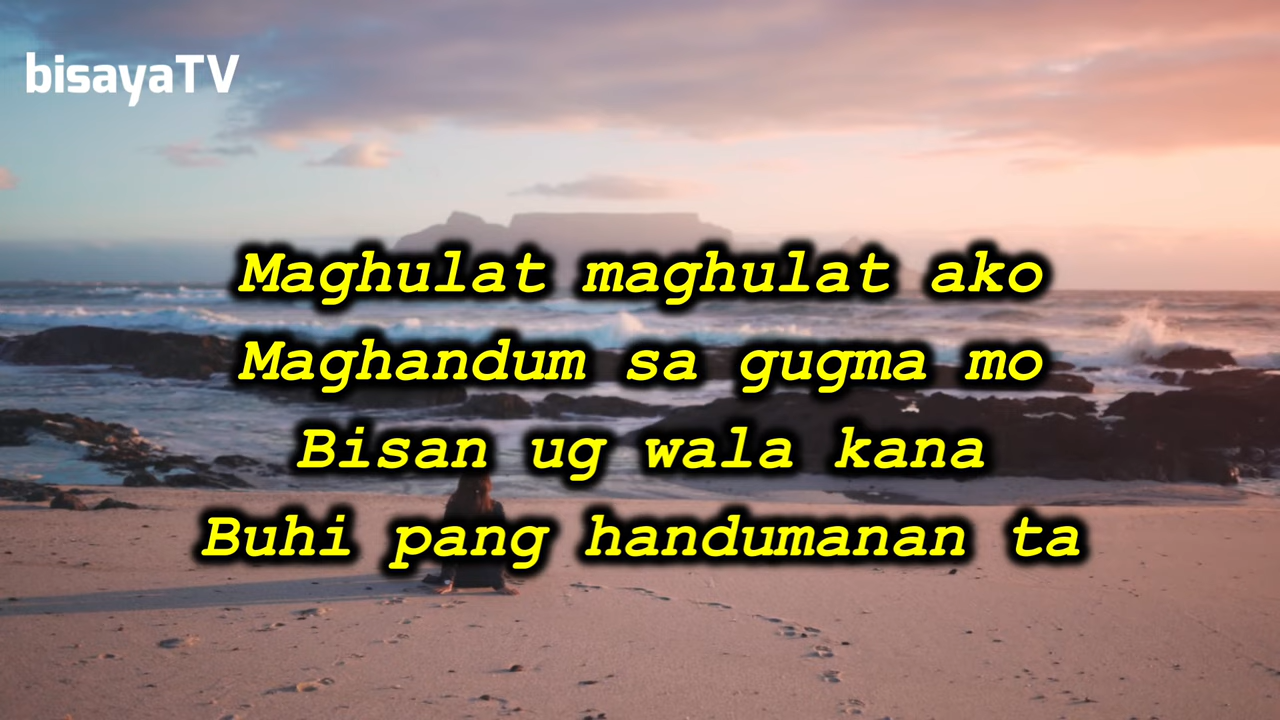 bisayaTV
Maghulat maghulat ako
Maghandum sa gugma mo
Bisan ug wala kana
Buhi pang handumanan ta